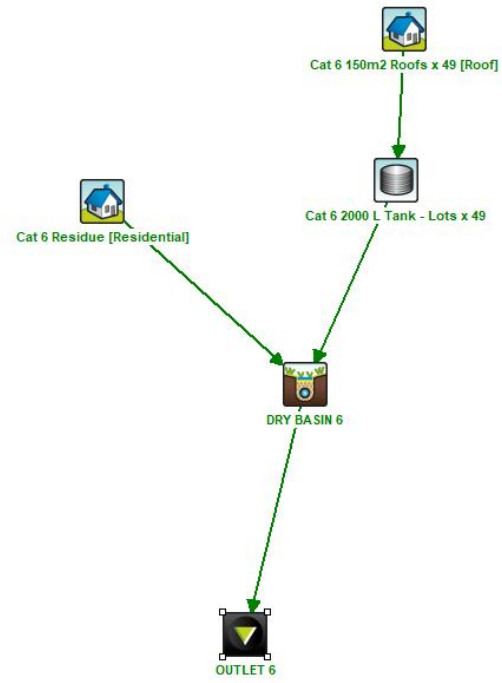 Cat 6 150m2 Roofs x 49 [Roof]
Cat 6 2000 L Tank - Lots x 49
Cat 6 Residue [Residential]
DRY BASIN 6
OUTLET 6